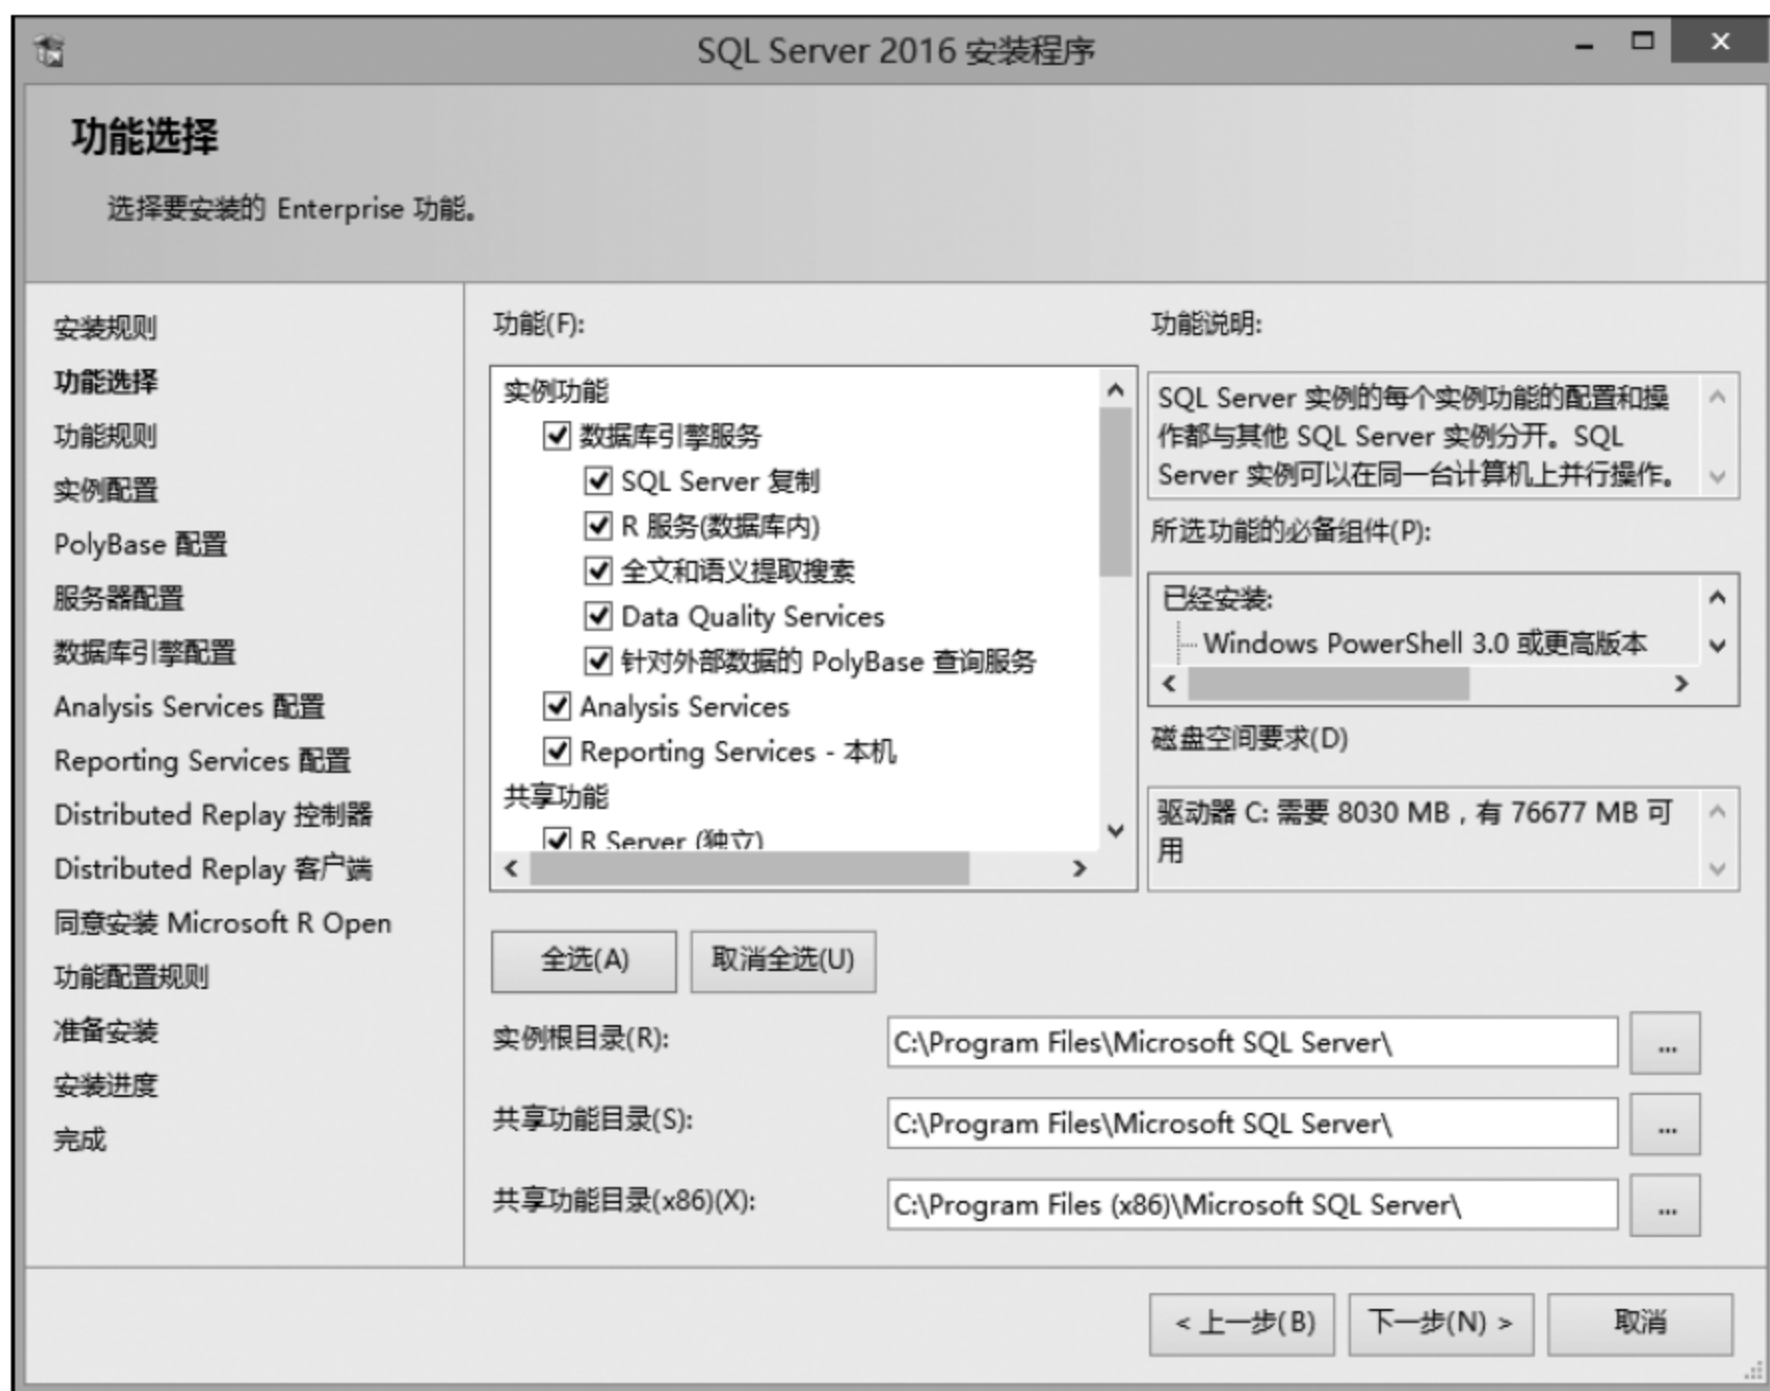 SQL Server 2016 安装程序
功能选择
选择要安装的 Enterprise 功能。
安装规则
功能选择
功能规则
实例配置
PolyBase 配置
服务器配置
数据库引擎配置
Analysis Services 配置
Reporting Services 配置
Distributed Replay 控制器
Distributed Replay 客户端
同意安装 Microsoft R Open
功能配置规则
准备安装
安装进度
完成
功能(F):
实例功能
数据库引擎服务
SQL Server 复制
R 服务(数据库内)
全文和语义提取搜索
Data Quality Services
针对外部数据的 PolyBase 查询服务
Analysis Services
Reporting Services - 本机
共享功能
R Server (独立)
功能说明:
SQL Server 实例的每个实例功能的配置和操
作都与其他 SQL Server 实例分开。SQL
Server 实例可以在同一台计算机上并行操作。
所选功能的必备组件(P):
已经安装:
Windows PowerShell 3.0 或更高版本
磁盘空间要求(D)
驱动器 C: 需要 8030 MB，有 76677 MB 可
用
全选(A)
取消全选(U)
实例根目录(R):
C:\Program Files\Microsoft SQL Server\
...
共享功能目录(S):
C:\Program Files\Microsoft SQL Server\
...
共享功能目录(x86)(X):
C:\Program Files (x86)\Microsoft SQL Server\
...
< 上一步(B)
下一步(N) >
取消